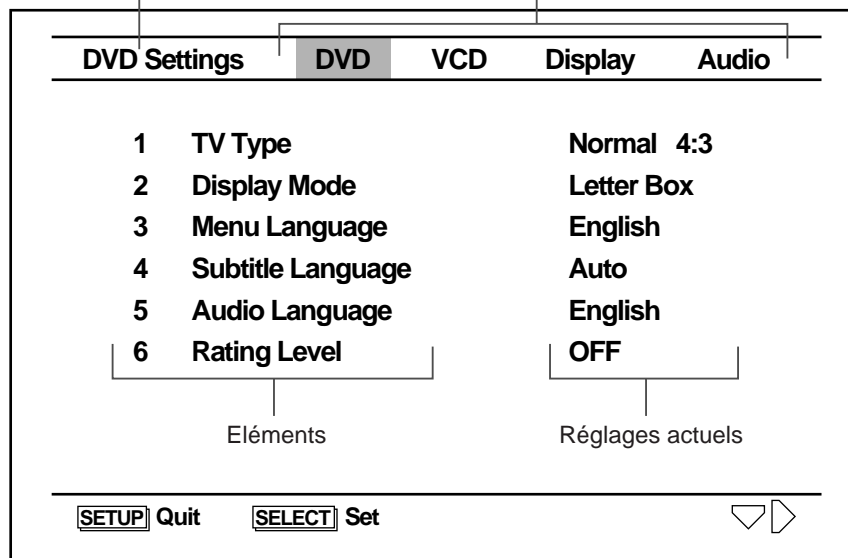 DVD Settings DVD VCD Display Audio
1 TV Type Normal 4:3
2 Display Mode Letter Box
3 Menu Language English
4 Subtitle Language Auto
5 Audio Language English
6 Rating Level OFF
Eléments Réglages actuels
SETUP Quit SELECT Set